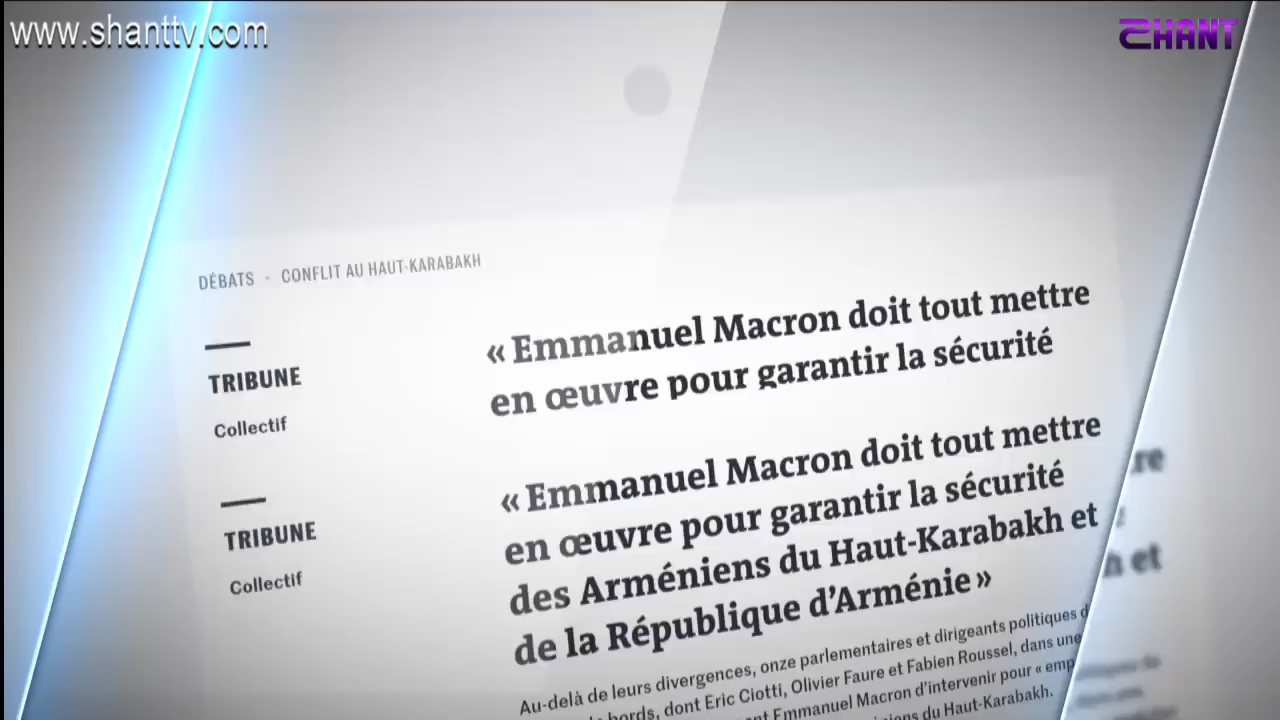 www.shanttv.com
SHANT
DÉBATS • CONFLIT AU HAUT-KARABAKH
TRIBUNE
Collectif
« Emmanuel Macron doit tout mettre
en œuvre pour garantir la sécurité
TRIBUNE
Collectif
« Emmanuel Macron doit tout mettre
en œuvre pour garantir la sécurité
des Arméniens du Haut-Karabakh et
de la République d’Arménie »
Au-delà de leurs divergences, onze parlementaires et dirigeants politiques
bords, dont Eric Ciotti, Olivier Faure et Fabien Roussel, dans une
Emmanuel Macron d’intervenir pour « emp
du Haut-Karabakh.
re
h et